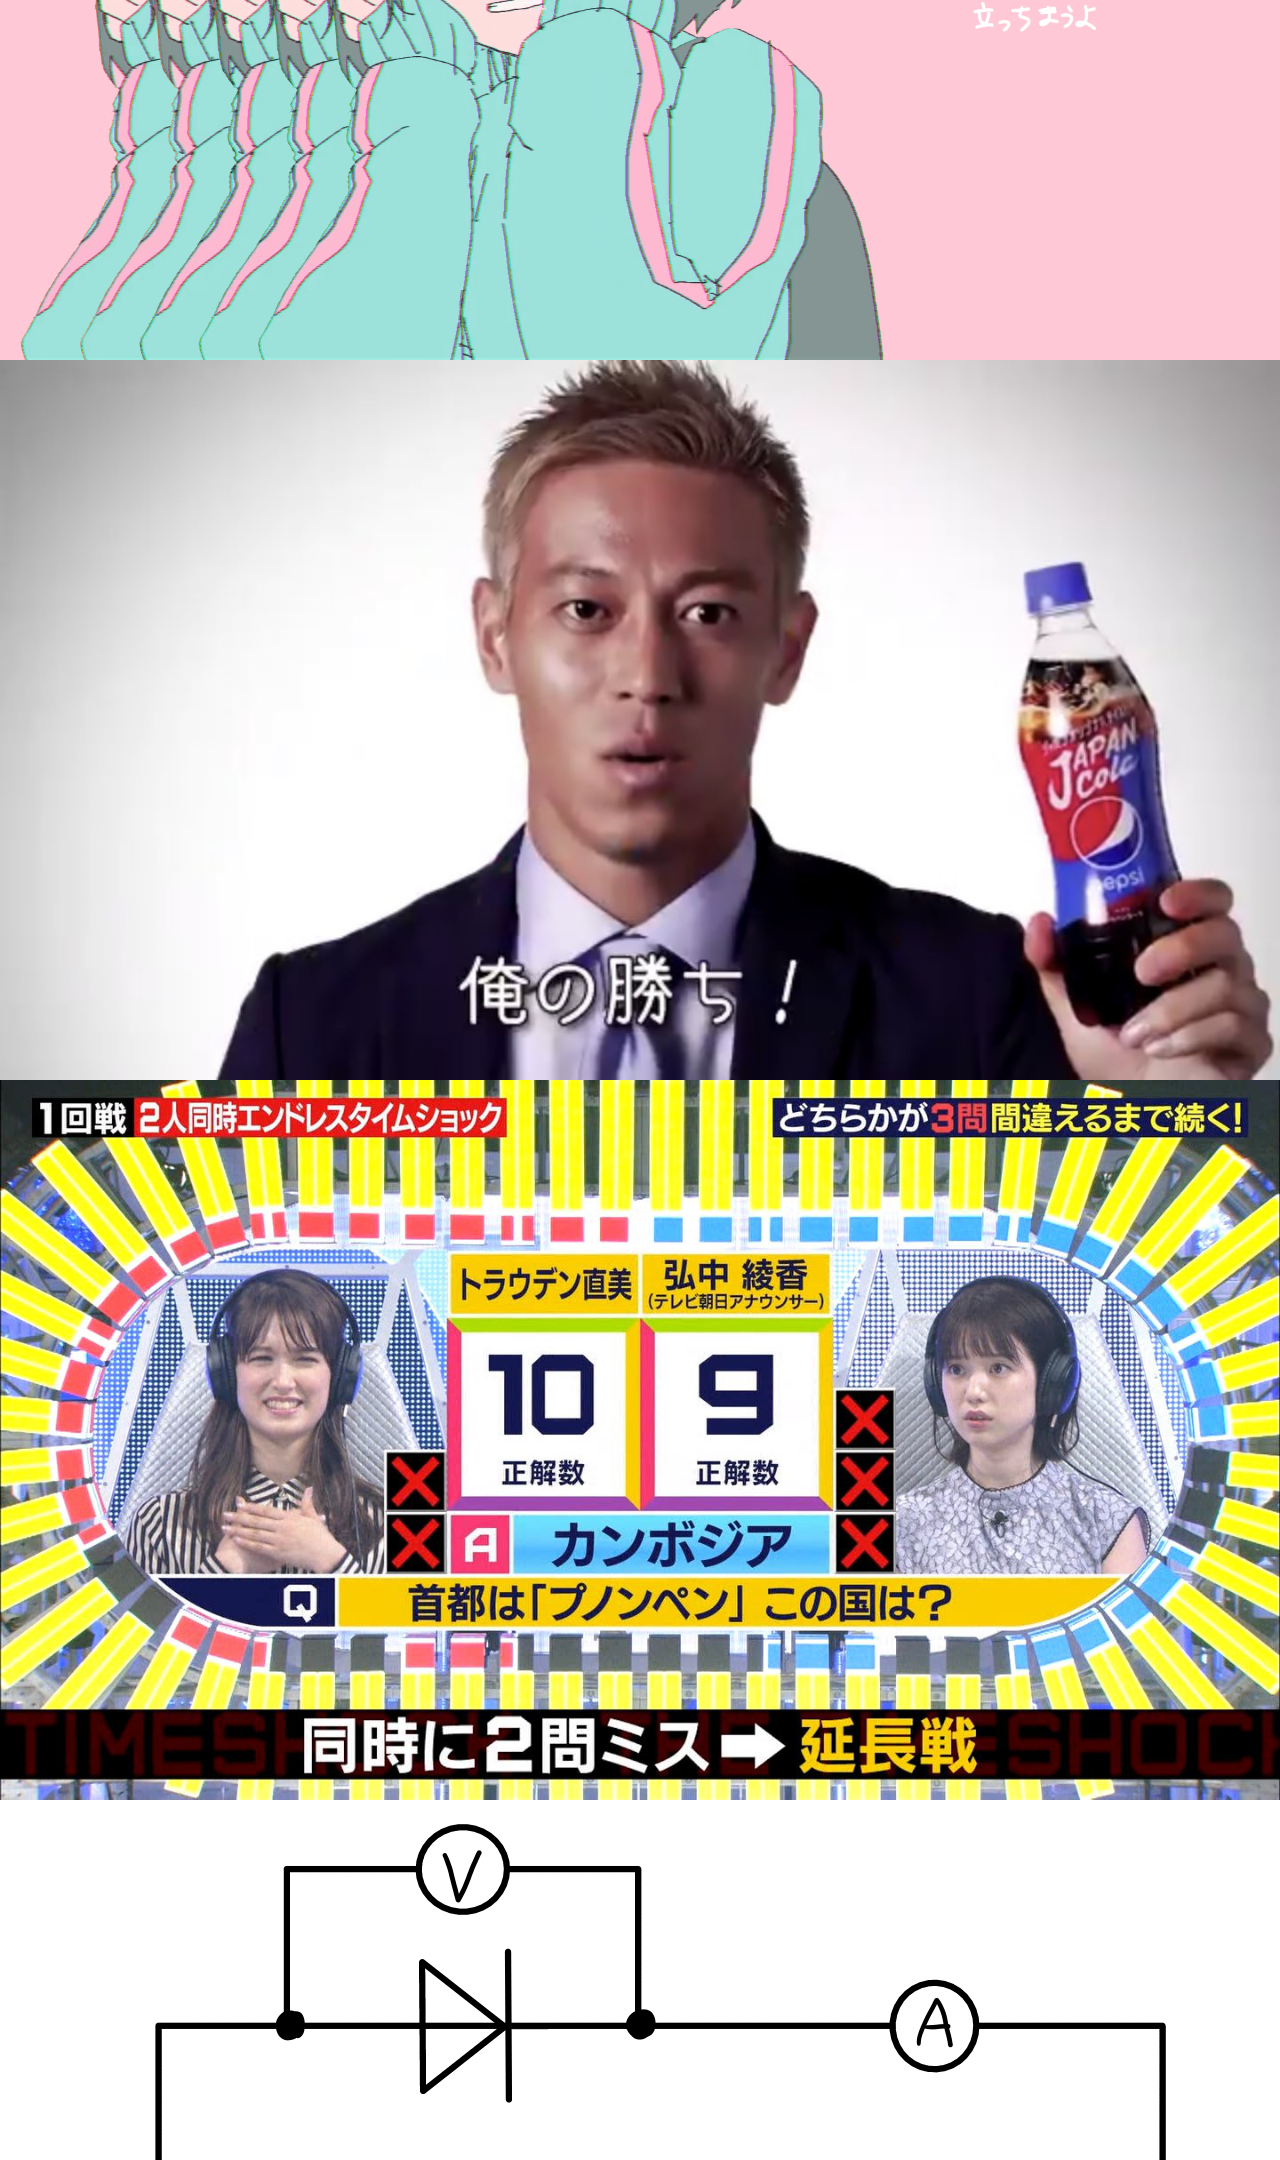 立っちまうよ
JAPAN
Cola
pepsi
俺の勝ち!
1回戦 2人同時エンドレスタイムショック
どちらかが3問間違えるまで続く!
トラウデン直美
弘中 綾香
(テレビ朝日アナウンサー)
10
正解数
9
正解数
A カンボジア
Q 首都は「プノンペン」この国は?
同時に2問ミス➡延長戦
V
A